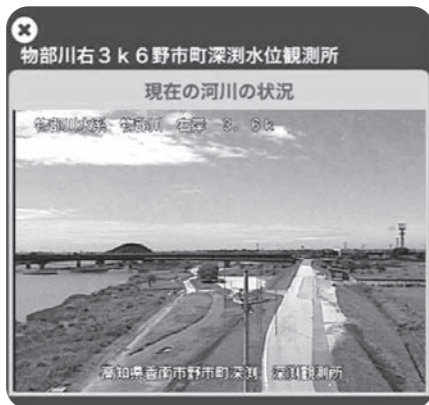 物部川右3k6野市町深渕水位観測所
現在の河川の状況
物部川水系 物部川 右岸 3.6k
高知県香南市野市町深渕 深渕観測所